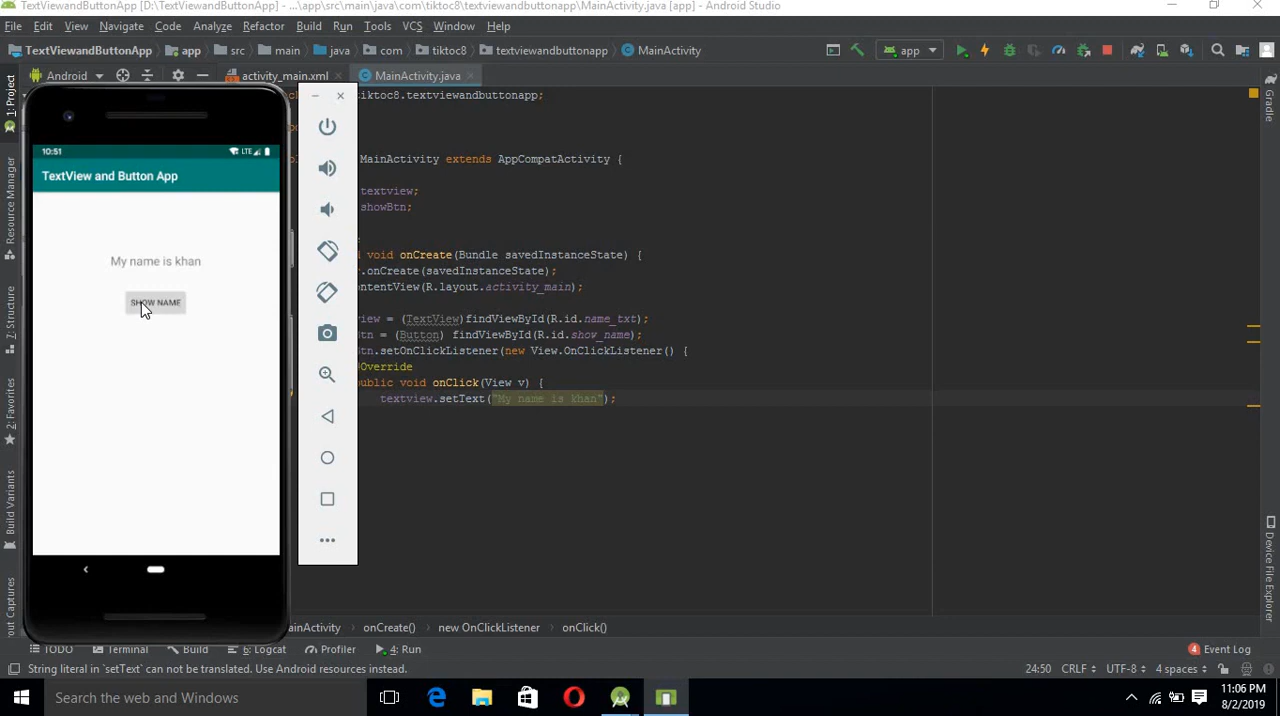 TextViewandButtonApp [D:\TextViewandButtonApp] - ...\app\src\main\java\com\tiktoc8\textviewandbuttonapp\MainActivity.java [app] - Android Studio
File Edit View Navigate Code Analyze Refactor Build Run Tools VCS Window Help
TextViewandButtonApp app src main java com tiktoc8 textviewandbuttonapp MainActivity app
Android activity_main.xml MainActivity.java
iktoc8.textviewandbuttonapp;
MainActivity extends AppCompatActivity {
textview;
showBtn;
void onCreate(Bundle savedInstanceState) {
.onCreate(savedInstanceState);
ontentView(R.layout.activity_main);
view = (TextView)findViewById(R.id.name_txt);
tn = (Button) findViewById(R.id.show_name);
tn.setOnClickListener(new View.OnClickListener() {
Override
public void onClick(View v) {
textview.setText("My name is khan");
10:51 LTE
TextView and Button App
My name is khan
SHOW NAME
1: Project
Resource Manager
7: Structure
2: Favorites
Build Variants
out Captures
Gradle
Device File Explorer
ainActivity onCreate() new OnClickListener onClick()
TODO Terminal Build 6: Logcat Profiler 4: Run 4 Event Log
String literal in `setText` can not be translated. Use Android resources instead. 24:50 CRLF UTF-8 4 spaces
Search the web and Windows
11:06 PM
8/2/2019